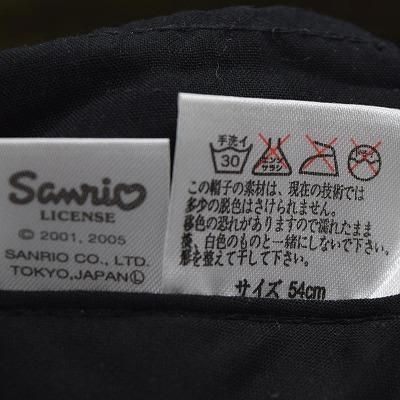 Sanrio
LICENSE
© 2001, 2005
SANRIO CO., LTD.
TOKYO, JAPAN Ⓛ
手洗イ
30
エンソ
サラシ
この帽子の素材は、現在の技術では
多少の脱色はさけられません。
移色の恐れがありますので濡れたまま
後、白色のものと一緒にしないで下さい。
形を整えて干して下さい。
サイズ 54cm